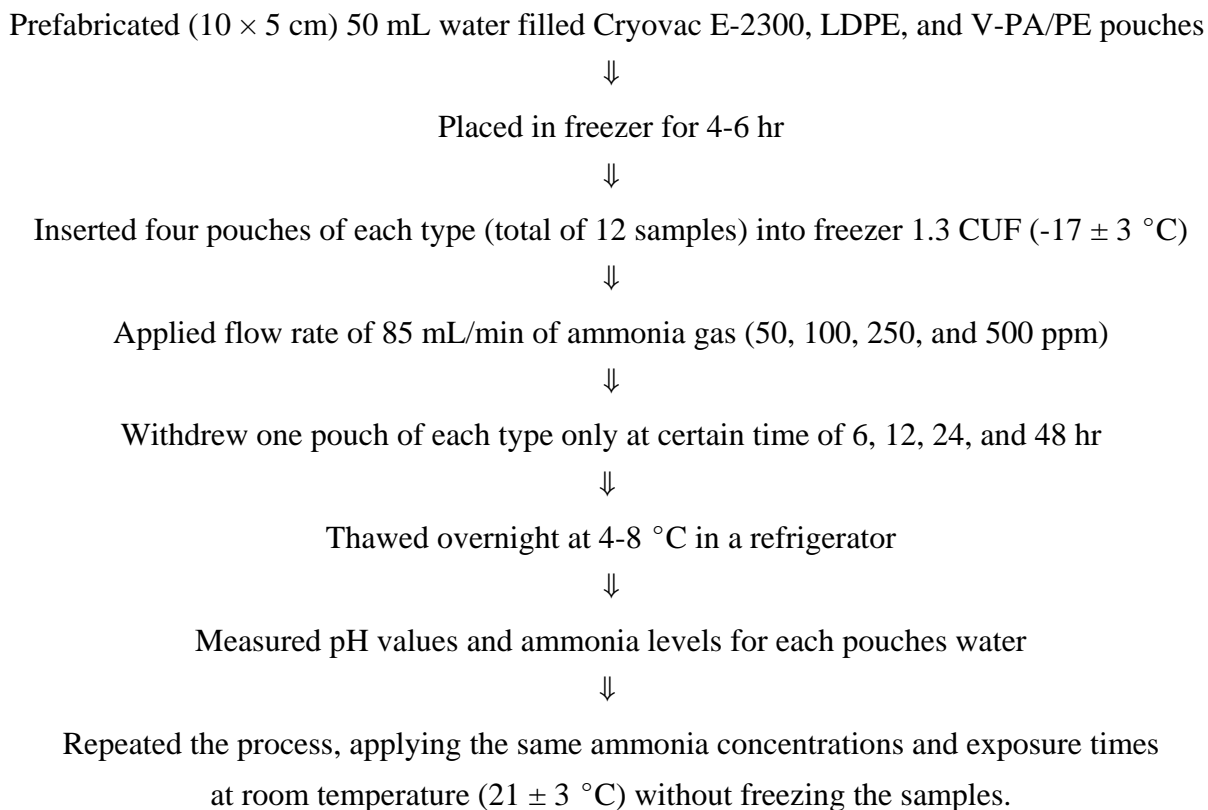 Prefabricated (10 × 5 cm) 50 mL water filled Cryovac E-2300, LDPE, and V-PA/PE pouches
⇓
Placed in freezer for 4-6 hr
⇓
Inserted four pouches of each type (total of 12 samples) into freezer 1.3 CUF (-17 ± 3 °C)
⇓
Applied flow rate of 85 mL/min of ammonia gas (50, 100, 250, and 500 ppm)
⇓
Withdrew one pouch of each type only at certain time of 6, 12, 24, and 48 hr
⇓
Thawed overnight at 4-8 °C in a refrigerator
⇓
Measured pH values and ammonia levels for each pouches water
⇓
Repeated the process, applying the same ammonia concentrations and exposure times
at room temperature (21 ± 3 °C) without freezing the samples.